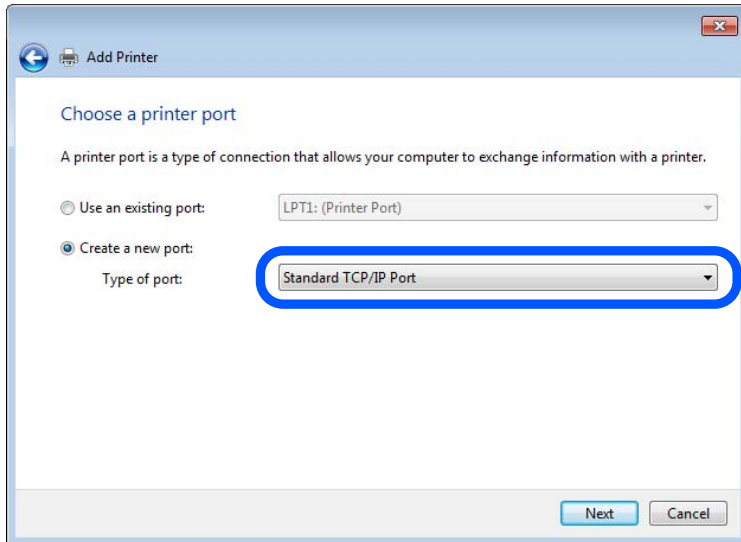 Add Printer
Choose a printer port
A printer port is a type of connection that allows your computer to exchange information with a printer.
Use an existing port: LPT1: (Printer Port)
Create a new port:
Type of port: Standard TCP/IP Port
Next Cancel